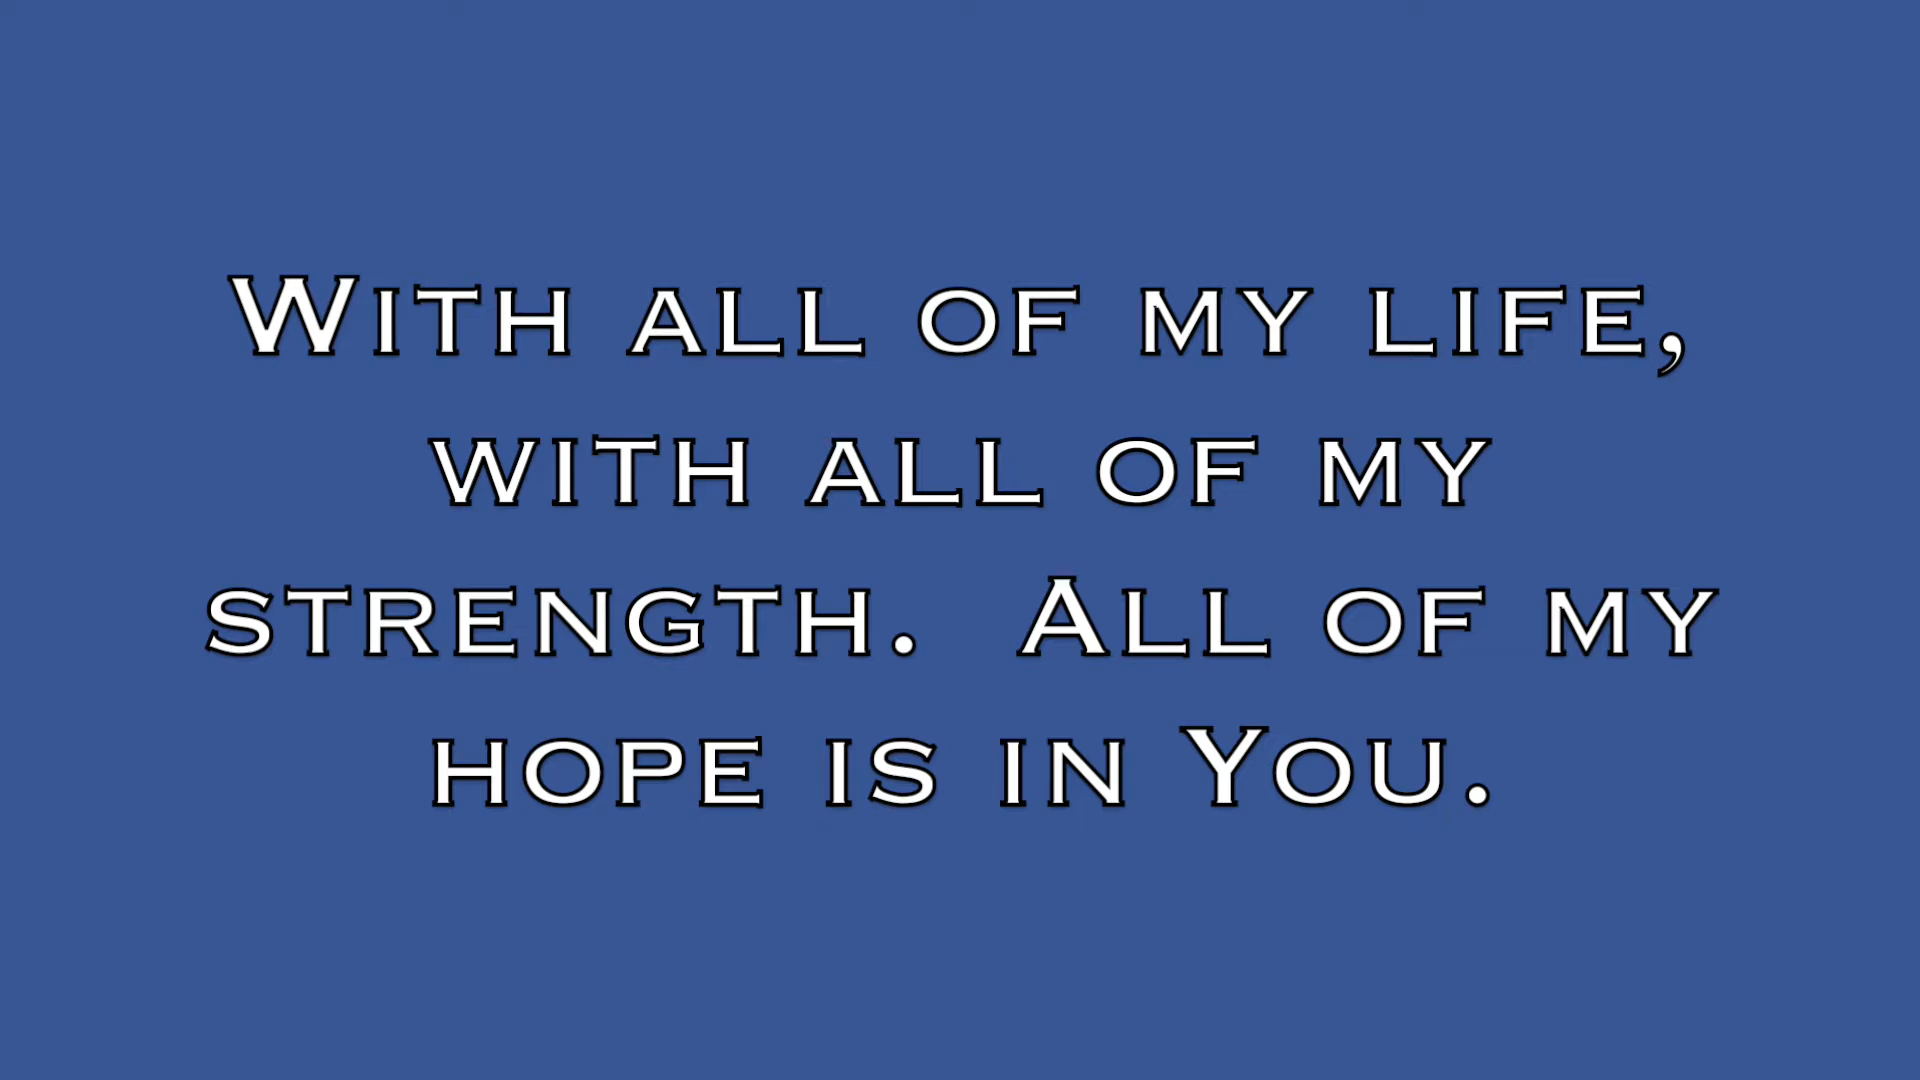 With all of my life,
with all of my
strength.  All of my
hope is in You.